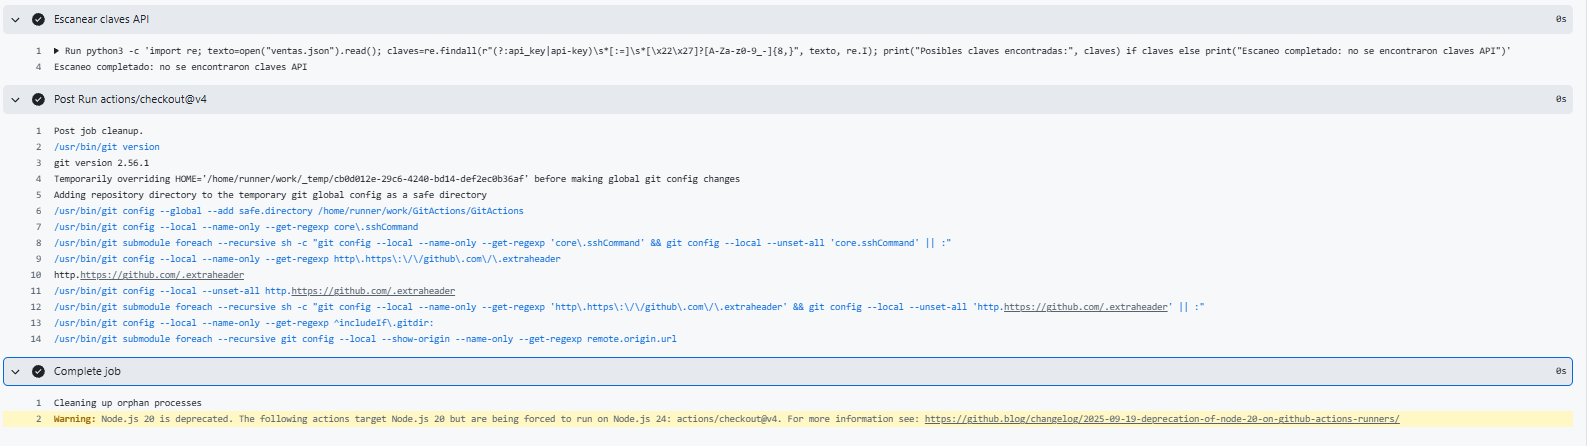 Escanear claves API 0s
1 Run python3 -c 'import re; texto=open("ventas.json").read(); claves=re.findall(r"(?:api_key|api-key)\s*[:=]\s*[\x22\x27]?[A-Za-z0-9_-]{8,}", texto, re.I); print("Posibles claves encontradas:", claves) if claves else print("Escaneo completado: no se encontraron claves API")'
4 Escaneo completado: no se encontraron claves API
Post Run actions/checkout@v4 0s
1 Post job cleanup.
2 /usr/bin/git version
3 git version 2.56.1
4 Temporarily overriding HOME='/home/runner/work/_temp/cb0d012e-29c6-4240-bd14-def2ec0b36af' before making global git config changes
5 Adding repository directory to the temporary git global config as a safe directory
6 /usr/bin/git config --global --add safe.directory /home/runner/work/GitActions/GitActions
7 /usr/bin/git config --local --name-only --get-regexp core\.sshCommand
8 /usr/bin/git submodule foreach --recursive sh -c "git config --local --name-only --get-regexp 'core\.sshCommand' && git config --local --unset-all 'core.sshCommand' || :"
9 /usr/bin/git config --local --name-only --get-regexp http\.https\:\/\/github\.com\/\.extraheader
10 http.https://github.com/.extraheader
11 /usr/bin/git config --local --unset-all http.https://github.com/.extraheader
12 /usr/bin/git submodule foreach --recursive sh -c "git config --local --name-only --get-regexp 'http\.https\:\/\/github\.com\/\.extraheader' && git config --local --unset-all 'http.https://github.com/.extraheader' || :"
13 /usr/bin/git config --local --name-only --get-regexp ^includeIf\.gitdir:
14 /usr/bin/git submodule foreach --recursive git config --local --show-origin --name-only --get-regexp remote.origin.url
Complete job 0s
1 Cleaning up orphan processes
2 Warning: Node.js 20 is deprecated. The following actions target Node.js 20 but are being forced to run on Node.js 24: actions/checkout@v4. For more information see: https://github.blog/changelog/2025-09-19-deprecation-of-node-20-on-github-actions-runners/